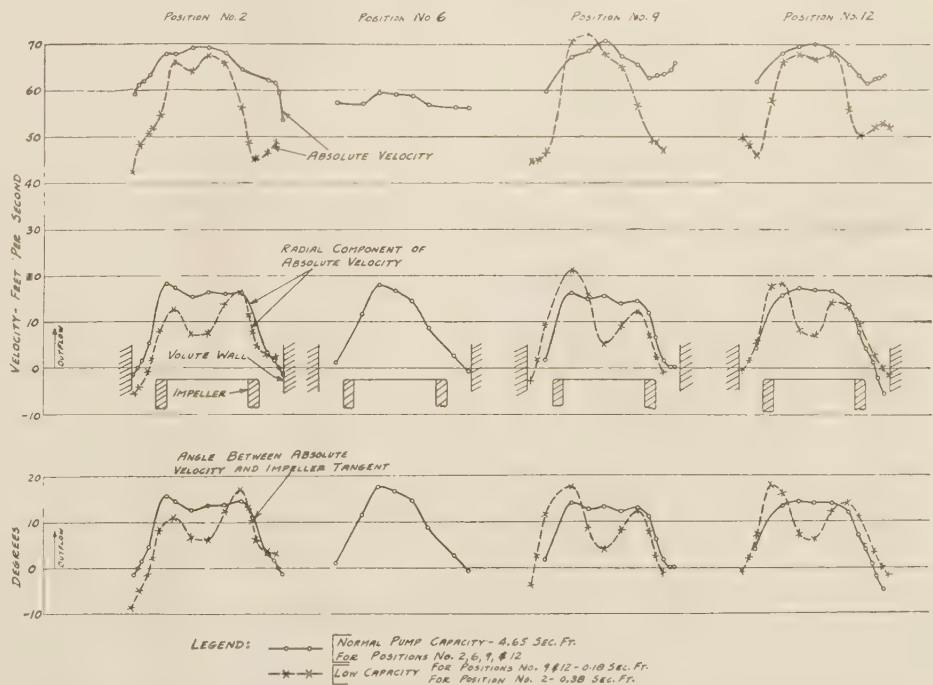 POSITION NO. 2
POSITION NO 6
POSITION NO. 9
POSITION NO. 12
70
60
50
40
30
20
10
0
-10
VELOCITY - FEET PER SECOND
OUTFLOW
ABSOLUTE VELOCITY
RADIAL COMPONENT OF
ABSOLUTE VELOCITY
VOLUTE WALL
IMPELLER
ANGLE BETWEEN ABSOLUTE
VELOCITY AND IMPELLER TANGENT
20
10
0
-10
DEGREES
OUTFLOW
LEGEND:
NORMAL PUMP CAPACITY - 4.65 SEC. FT.
FOR POSITIONS NO. 2, 6, 9, & 12
LOW CAPACITY FOR POSITIONS NO. 9 & 12 - 0.18 SEC. FT.
FOR POSITION NO. 2 - 0.38 SEC. FT.